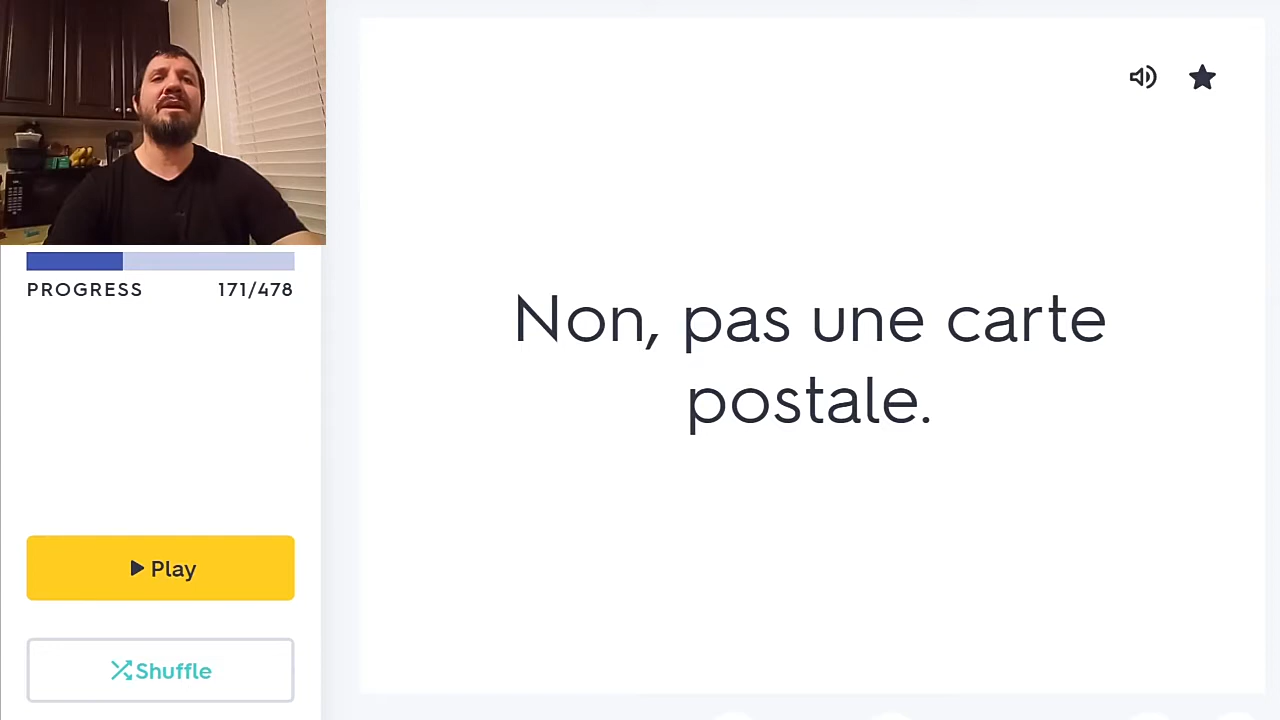 Non, pas une carte
postale.
PROGRESS 171/478
Play
Shuffle